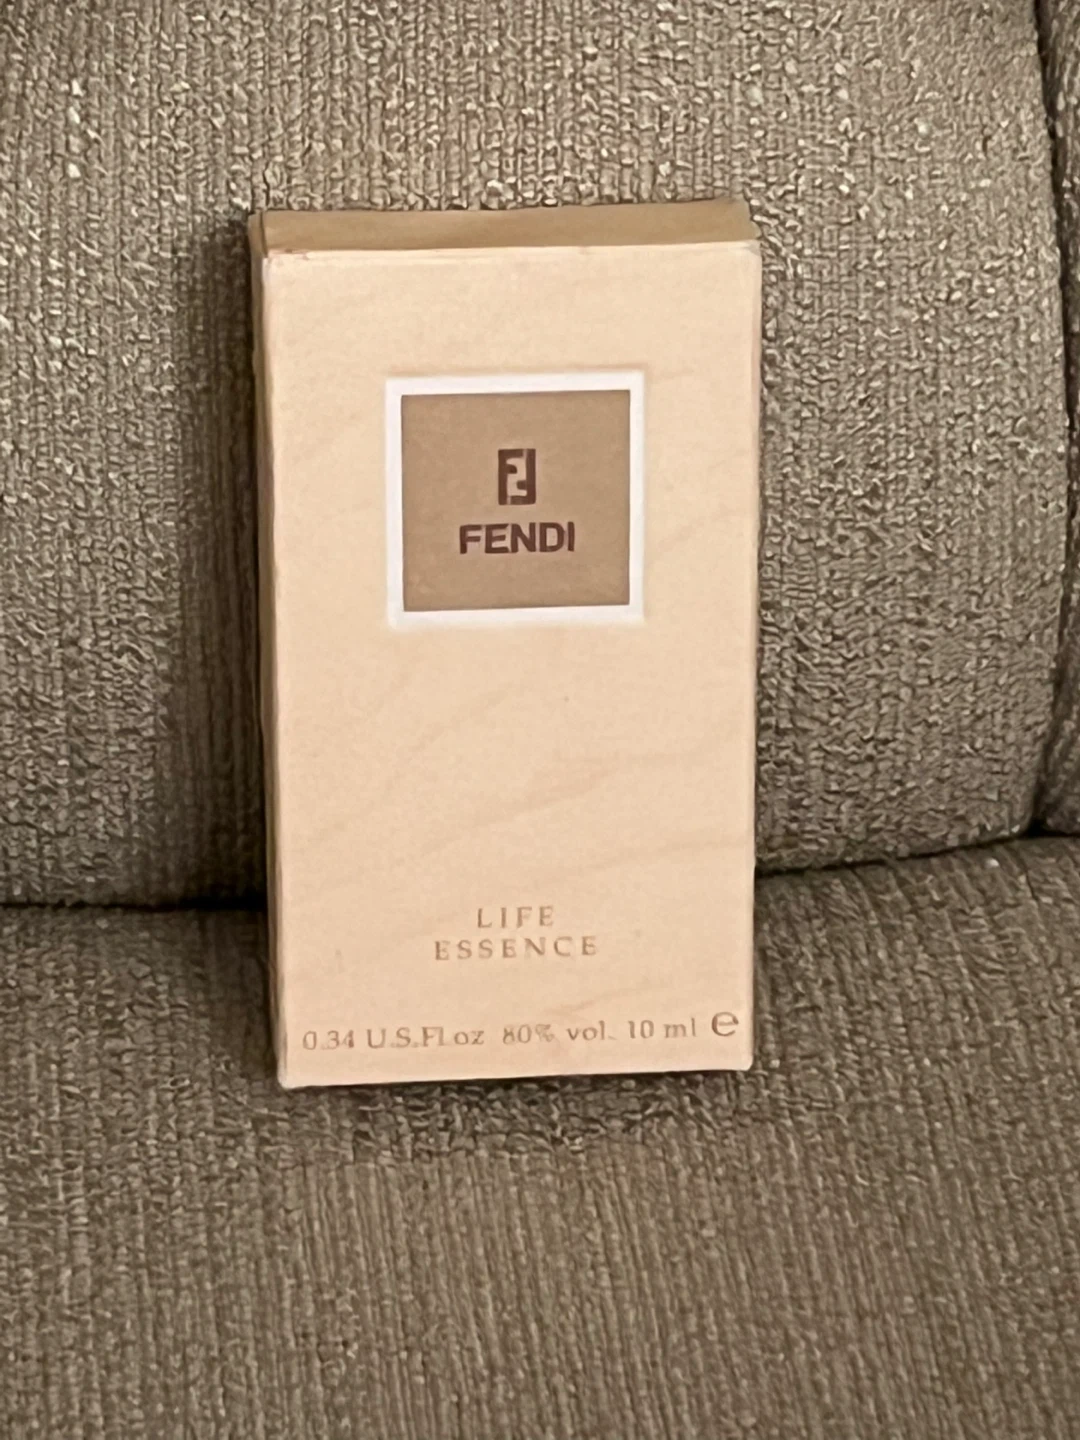 FENDI
LIFE
ESSENCE
0.34 U.S.Fl.oz 80% vol. 10 ml e